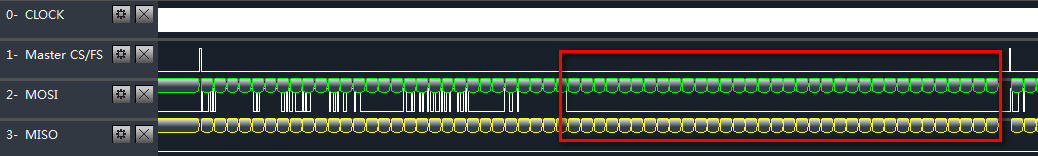 0- CLOCK
1- Master CS/FS
2- MOSI
3- MISO